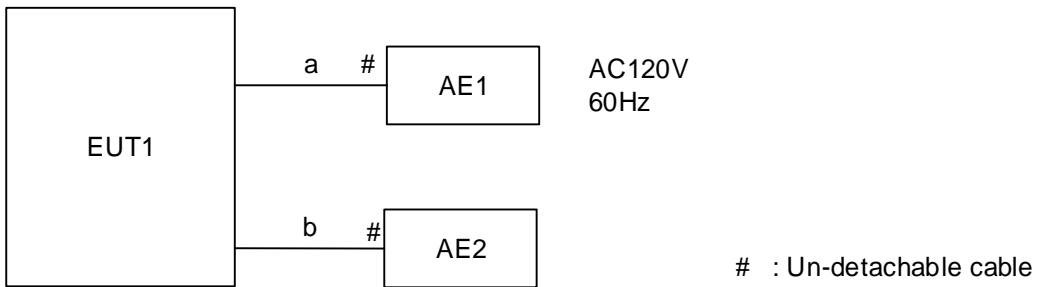 a #
AE1
AC120V
60Hz
EUT1
b #
AE2
# : Un-detachable cable